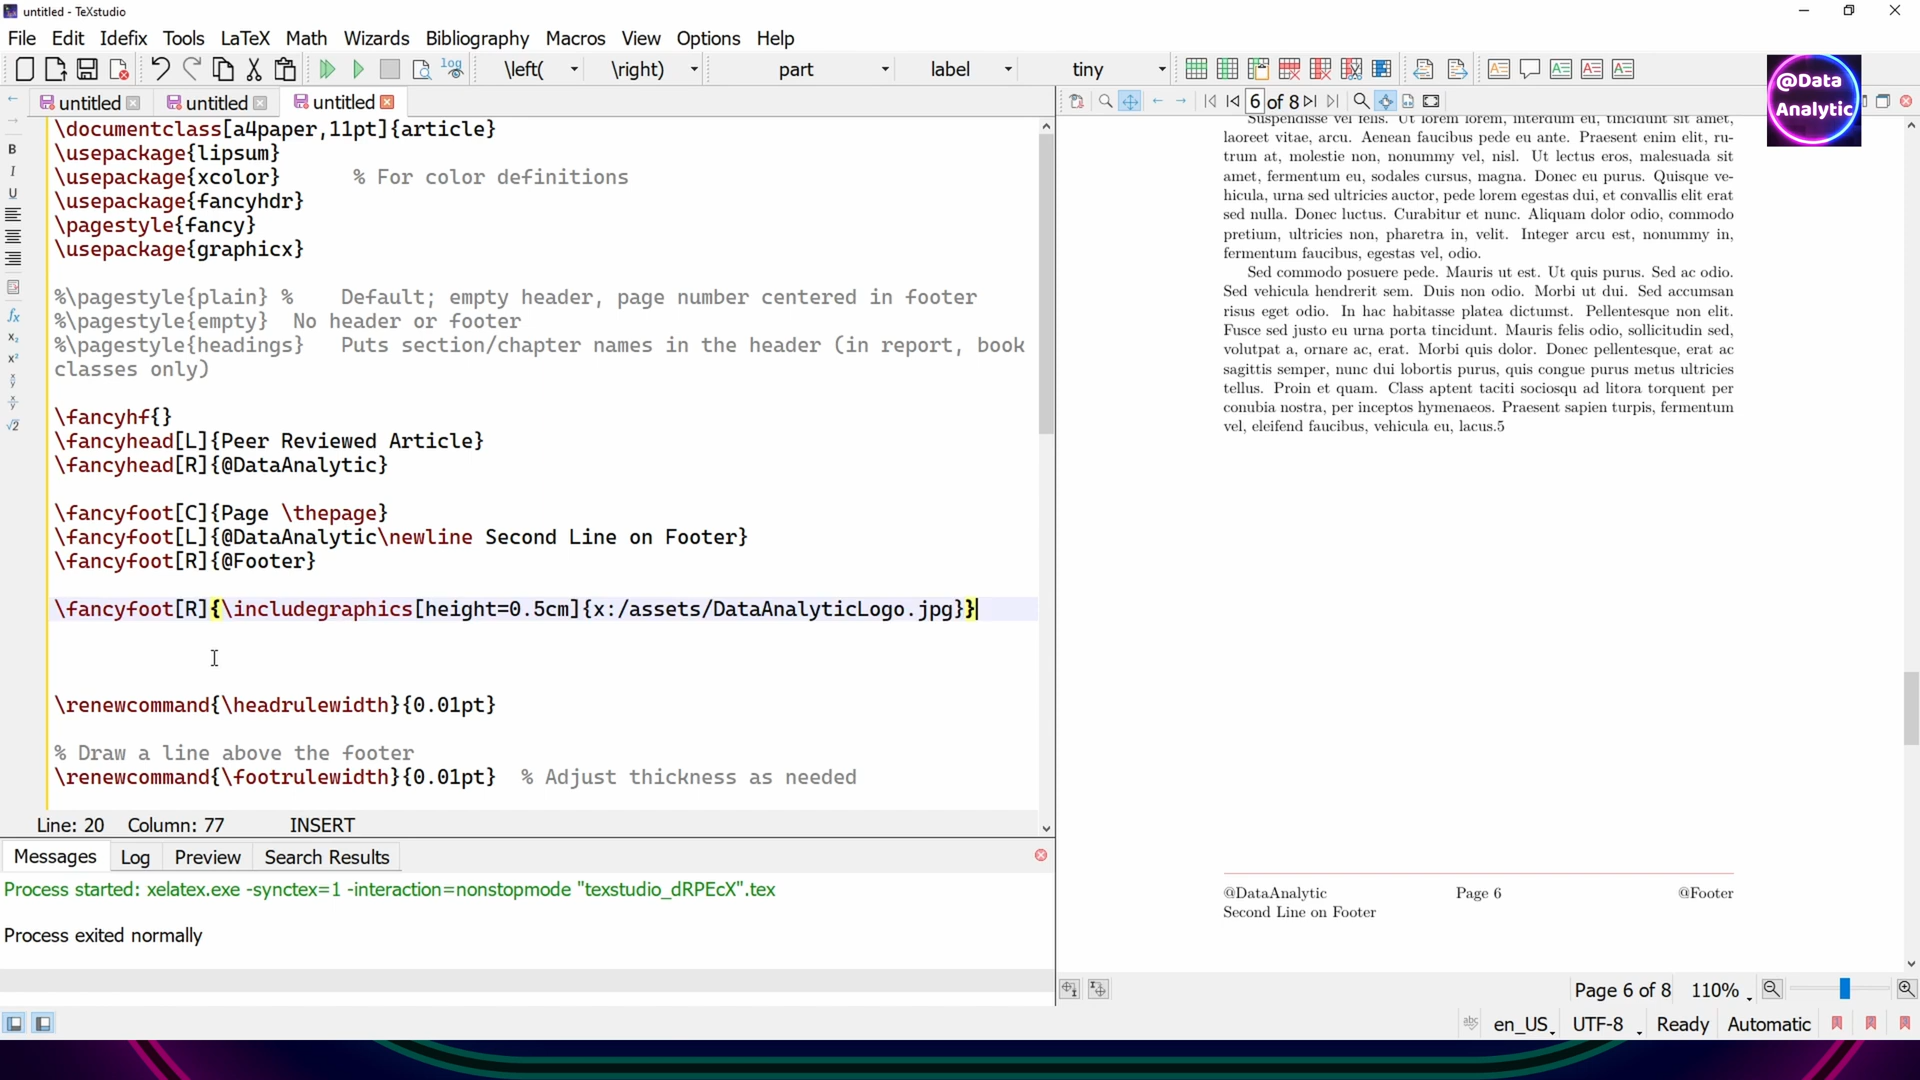 untitled - TeXstudio
File Edit Idefix Tools LaTeX Math Wizards Bibliography Macros View Options Help
log \left( \right) part label tiny
@Data
Analytic
untitled untitled untitled
6 of 8
B
I
U
\documentclass[a4paper,11pt]{article}
\usepackage{lipsum}
\usepackage{xcolor} % For color definitions
\usepackage{fancyhdr}
\pagestyle{fancy}
\usepackage{graphicx}
%\pagestyle{plain} % Default; empty header, page number centered in footer
%\pagestyle{empty} No header or footer
%\pagestyle{headings} Puts section/chapter names in the header (in report, book
classes only)
\fancyhf{}
\fancyhead[L]{Peer Reviewed Article}
\fancyhead[R]{@DataAnalytic}
\fancyfoot[C]{Page \thepage}
\fancyfoot[L]{@DataAnalytic\newline Second Line on Footer}
\fancyfoot[R]{@Footer}
\fancyfoot[R]{\includegraphics[height=0.5cm]{x:/assets/DataAnalyticLogo.jpg}}
\renewcommand{\headrulewidth}{0.01pt}
% Draw a line above the footer
\renewcommand{\footrulewidth}{0.01pt} % Adjust thickness as needed
Line: 20 Column: 77 INSERT
Messages Log Preview Search Results
Process started: xelatex.exe -synctex=1 -interaction=nonstopmode "texstudio_dRPEcX".tex
Process exited normally
Suspendisse vel felis. Ut lorem lorem, interdum eu, tincidunt sit amet,
laoreet vitae, arcu. Aenean faucibus pede eu ante. Praesent enim elit, ru-
trum at, molestie non, nonummy vel, nisl. Ut lectus eros, malesuada sit
amet, fermentum eu, sodales cursus, magna. Donec eu purus. Quisque ve-
hicula, urna sed ultricies auctor, pede lorem egestas dui, et convallis elit erat
sed nulla. Donec luctus. Curabitur et nunc. Aliquam dolor odio, commodo
pretium, ultricies non, pharetra in, velit. Integer arcu est, nonummy in,
fermentum faucibus, egestas vel, odio.
Sed commodo posuere pede. Mauris ut est. Ut quis purus. Sed ac odio.
Sed vehicula hendrerit sem. Duis non odio. Morbi ut dui. Sed accumsan
risus eget odio. In hac habitasse platea dictumst. Pellentesque non elit.
Fusce sed justo eu urna porta tincidunt. Mauris felis odio, sollicitudin sed,
volutpat a, ornare ac, erat. Morbi quis dolor. Donec pellentesque, erat ac
sagittis semper, nunc dui lobortis purus, quis congue purus metus ultricies
tellus. Proin et quam. Class aptent taciti sociosqu ad litora torquent per
conubia nostra, per inceptos hymenaeos. Praesent sapien turpis, fermentum
vel, eleifend faucibus, vehicula eu, lacus.5
@DataAnalytic Page 6 @Footer
Second Line on Footer
Page 6 of 8 110%
en_US UTF-8 Ready Automatic